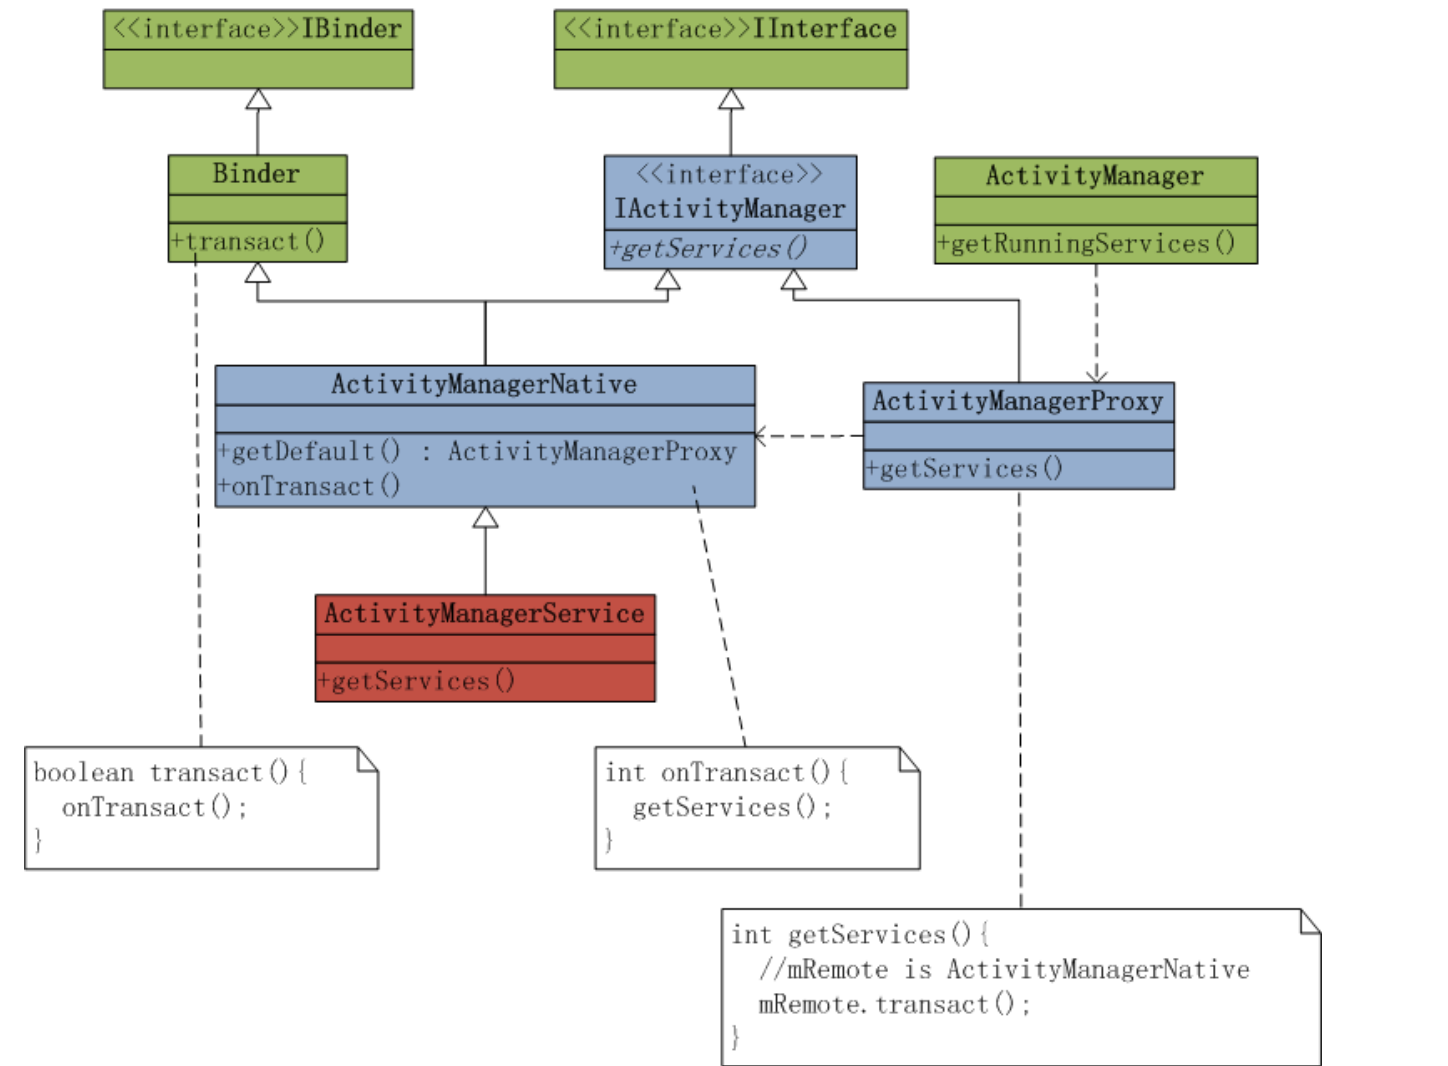 <<interface>>IBinder
<<interface>>IInterface
Binder
+transact()
<<interface>>
IActivityManager
+getServices()
ActivityManager
+getRunningServices()
ActivityManagerNative
+getDefault() : ActivityManagerProxy
+onTransact()
ActivityManagerProxy
+getServices()
ActivityManagerService
+getServices()
boolean transact(){
  onTransact();
}
int onTransact(){
  getServices();
}
int getServices(){
  //mRemote is ActivityManagerNative
  mRemote.transact();
}